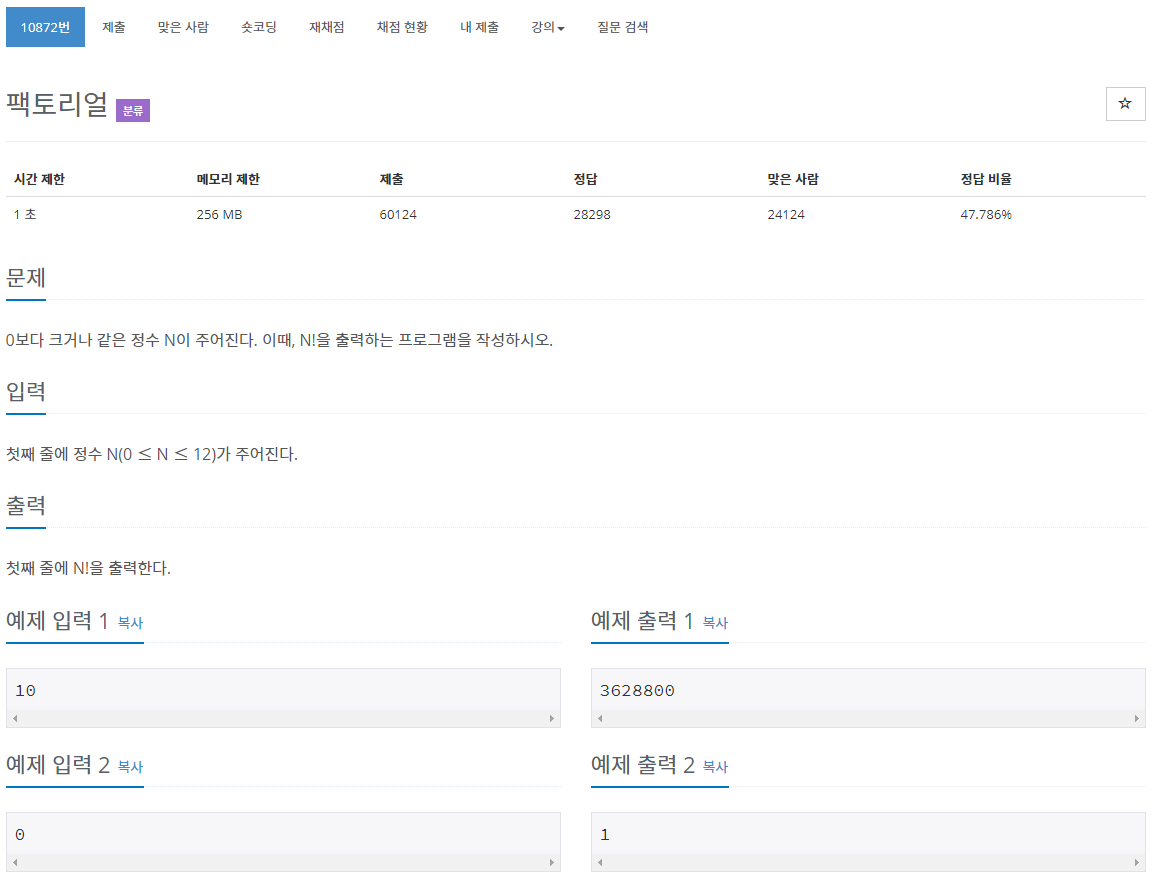 10872번 제출 맞은 사람 숏코딩 재채점 채점 현황 내 제출 강의 질문 검색
팩토리얼 분류
시간 제한 메모리 제한 제출 정답 맞은 사람 정답 비율
1 초 256 MB 60124 28298 24124 47.786%
문제
0보다 크거나 같은 정수 N이 주어진다. 이때, N!을 출력하는 프로그램을 작성하시오.
입력
첫째 줄에 정수 N(0 ≤ N ≤ 12)가 주어진다.
출력
첫째 줄에 N!을 출력한다.
예제 입력 1 복사 예제 출력 1 복사
10 3628800
예제 입력 2 복사 예제 출력 2 복사
0 1